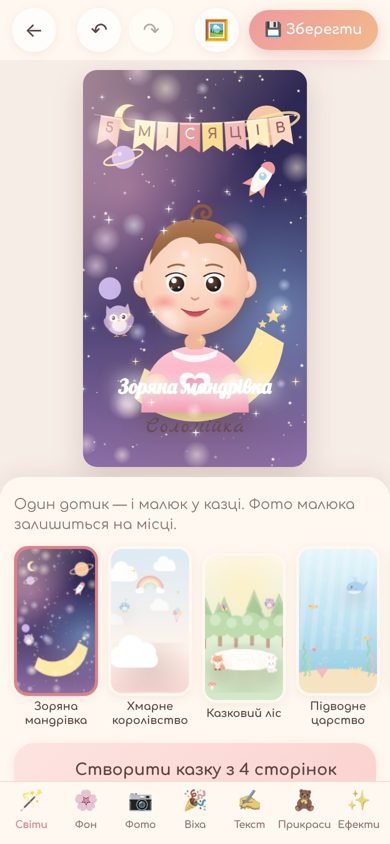 💾 Зберегти
5 МІСЯЦІВ
Зоряна мандрівка
Соломійка
Один дотик — і малюк у казці. Фото малюка
залишиться на місці.
Зоряна
мандрівка
Хмарне
королівство
Казковий ліс
Підводне
царство
Створити казку з 4 сторінок
Світи
Фон
Фото
Віха
Текст
Прикраси
Ефекти